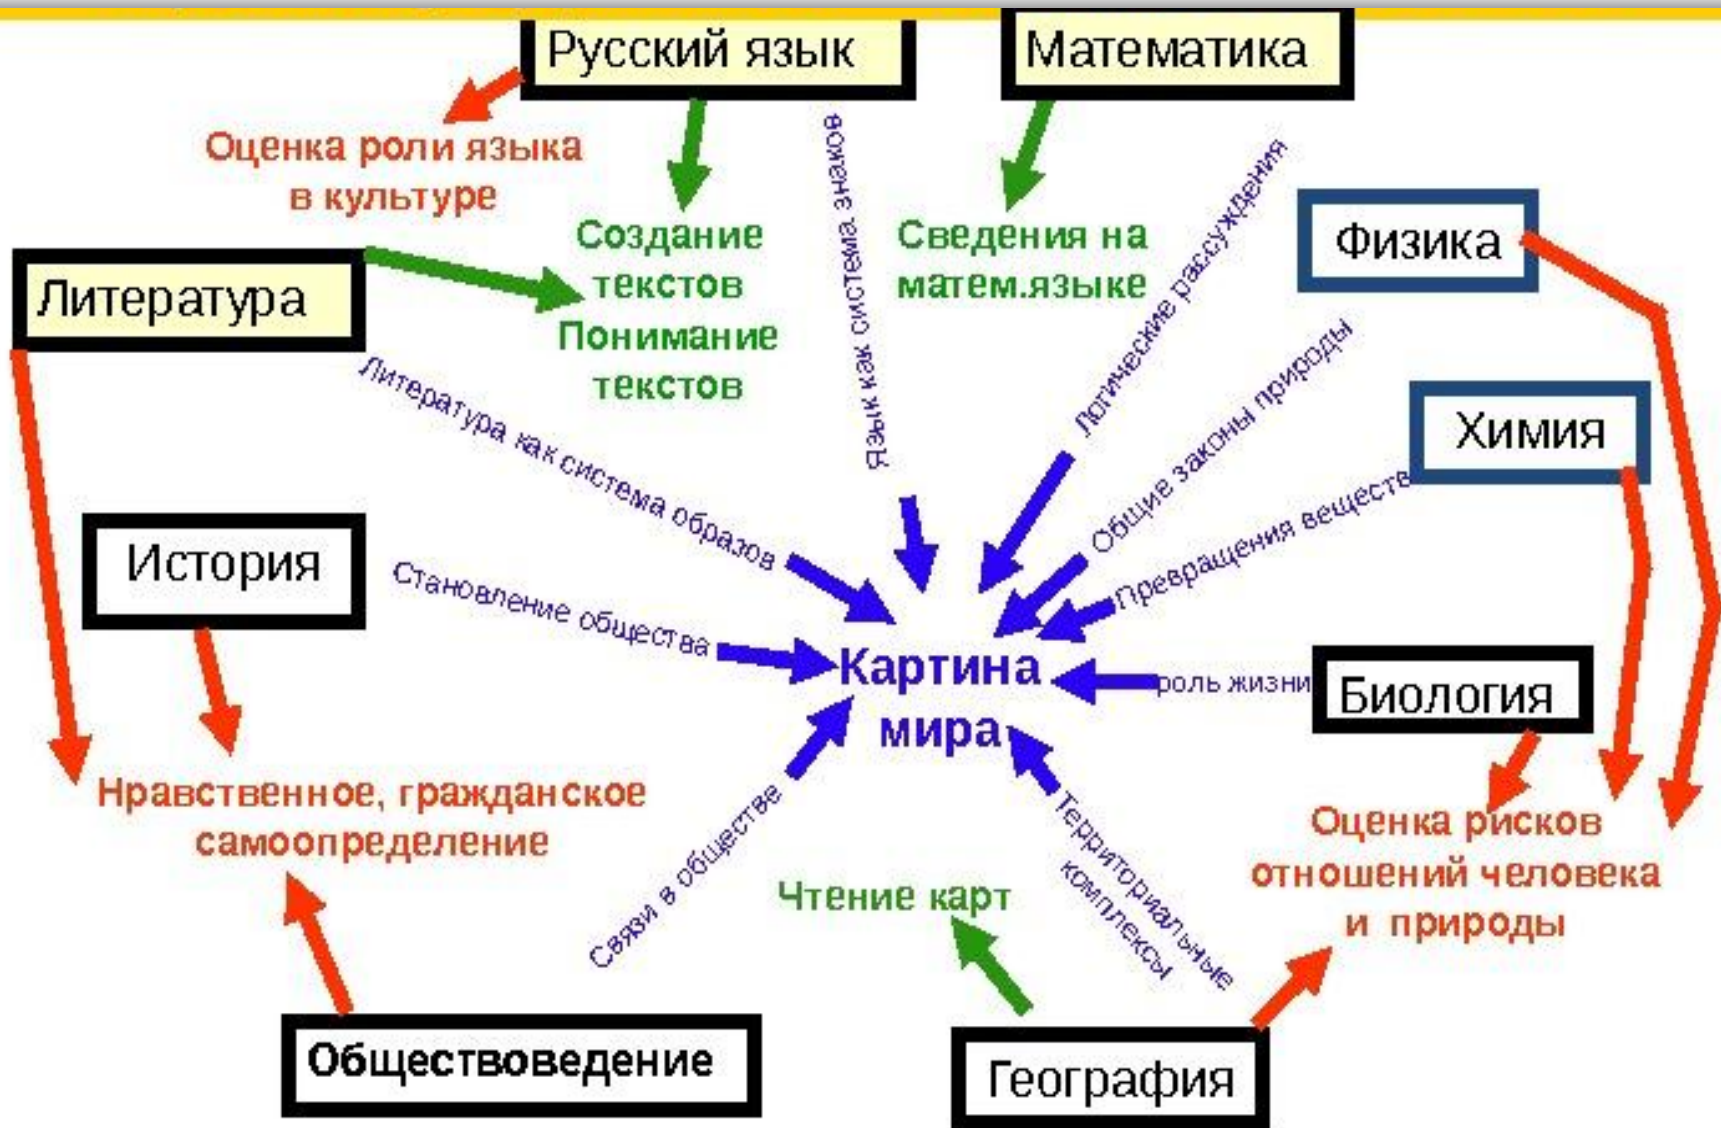 Русский язык
Математика
Оценка роли языка
в культуре
Создание
текстов
Понимание
текстов
Язык как система знаков
Сведения на
матем.языке
Логические рассуждения
Физика
Литература
Литература как система образов
Общие законы природы
Химия
Превращения веществ
История
Становление общества
Картина
мира
роль жизни
Биология
Нравственное, гражданское
самоопределение
Связи в обществе
Чтение карт
Территориальные
комплексы
Оценка рисков
отношений человека
и природы
Обществоведение
География